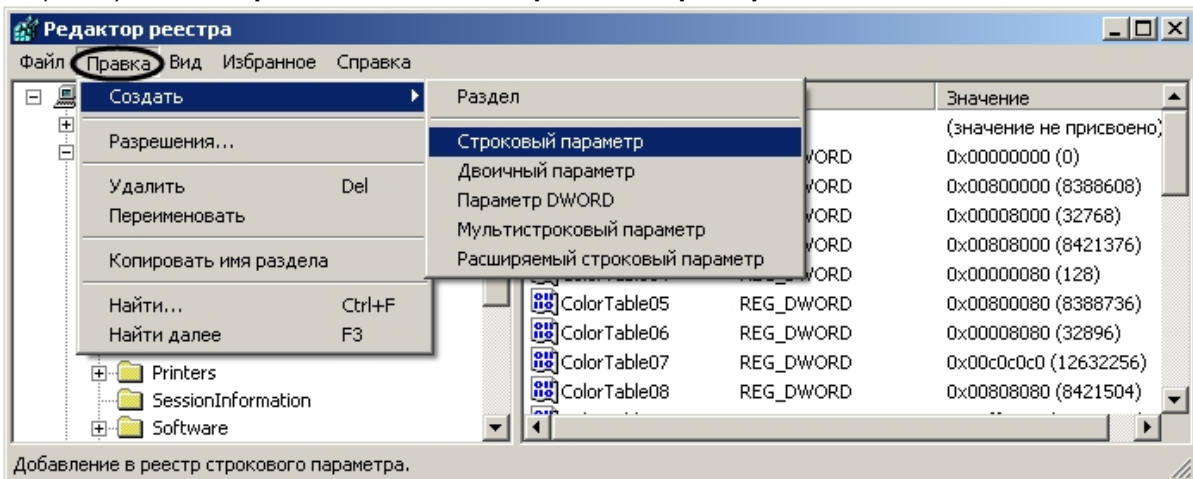 Редактор реестра
Файл Правка Вид Избранное Справка
Создать
Разрешения...
Удалить Del
Переименовать
Копировать имя раздела
Найти... Ctrl+F
Найти далее F3
Раздел
Строковый параметр
Двоичный параметр
Параметр DWORD
Мультистроковый параметр
Расширяемый строковый параметр
Значение
(значение не присвоено)
0x00000000 (0)
0x00800000 (8388608)
0x00008000 (32768)
0x00808000 (8421376)
0x00000080 (128)
ColorTable05 REG_DWORD 0x00800080 (8388736)
ColorTable06 REG_DWORD 0x00008080 (32896)
ColorTable07 REG_DWORD 0x00c0c0c0 (12632256)
ColorTable08 REG_DWORD 0x00808080 (8421504)
Printers
SessionInformation
Software
Добавление в реестр строкового параметра.